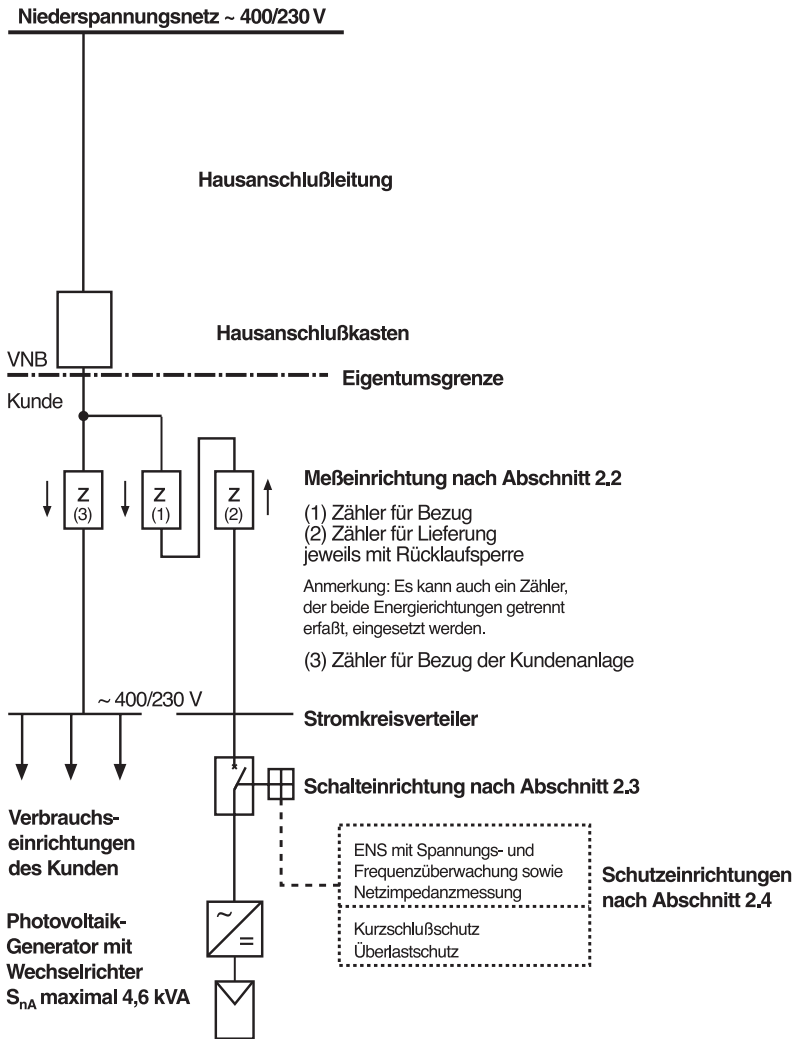 Niederspannungsnetz ~ 400/230 V
Hausanschlußleitung
Hausanschlußkasten
VNB
Eigentumsgrenze
Kunde
Z
(3)
Z
(1)
Z
(2)
Meßeinrichtung nach Abschnitt 2.2
(1) Zähler für Bezug
(2) Zähler für Lieferung
jeweils mit Rücklaufsperre
Anmerkung: Es kann auch ein Zähler,
der beide Energierichtungen getrennt
erfaßt, eingesetzt werden.
(3) Zähler für Bezug der Kundenanlage
~ 400/230 V
Stromkreisverteiler
Schalteinrichtung nach Abschnitt 2.3
Verbrauchs-
einrichtungen
des Kunden
ENS mit Spannungs- und
Frequenzüberwachung sowie
Netzimpedanzmessung
Kurzschlußschutz
Überlastschutz
Schutzeinrichtungen
nach Abschnitt 2.4
Photovoltaik-
Generator mit
Wechselrichter
SnA maximal 4,6 kVA
~
=